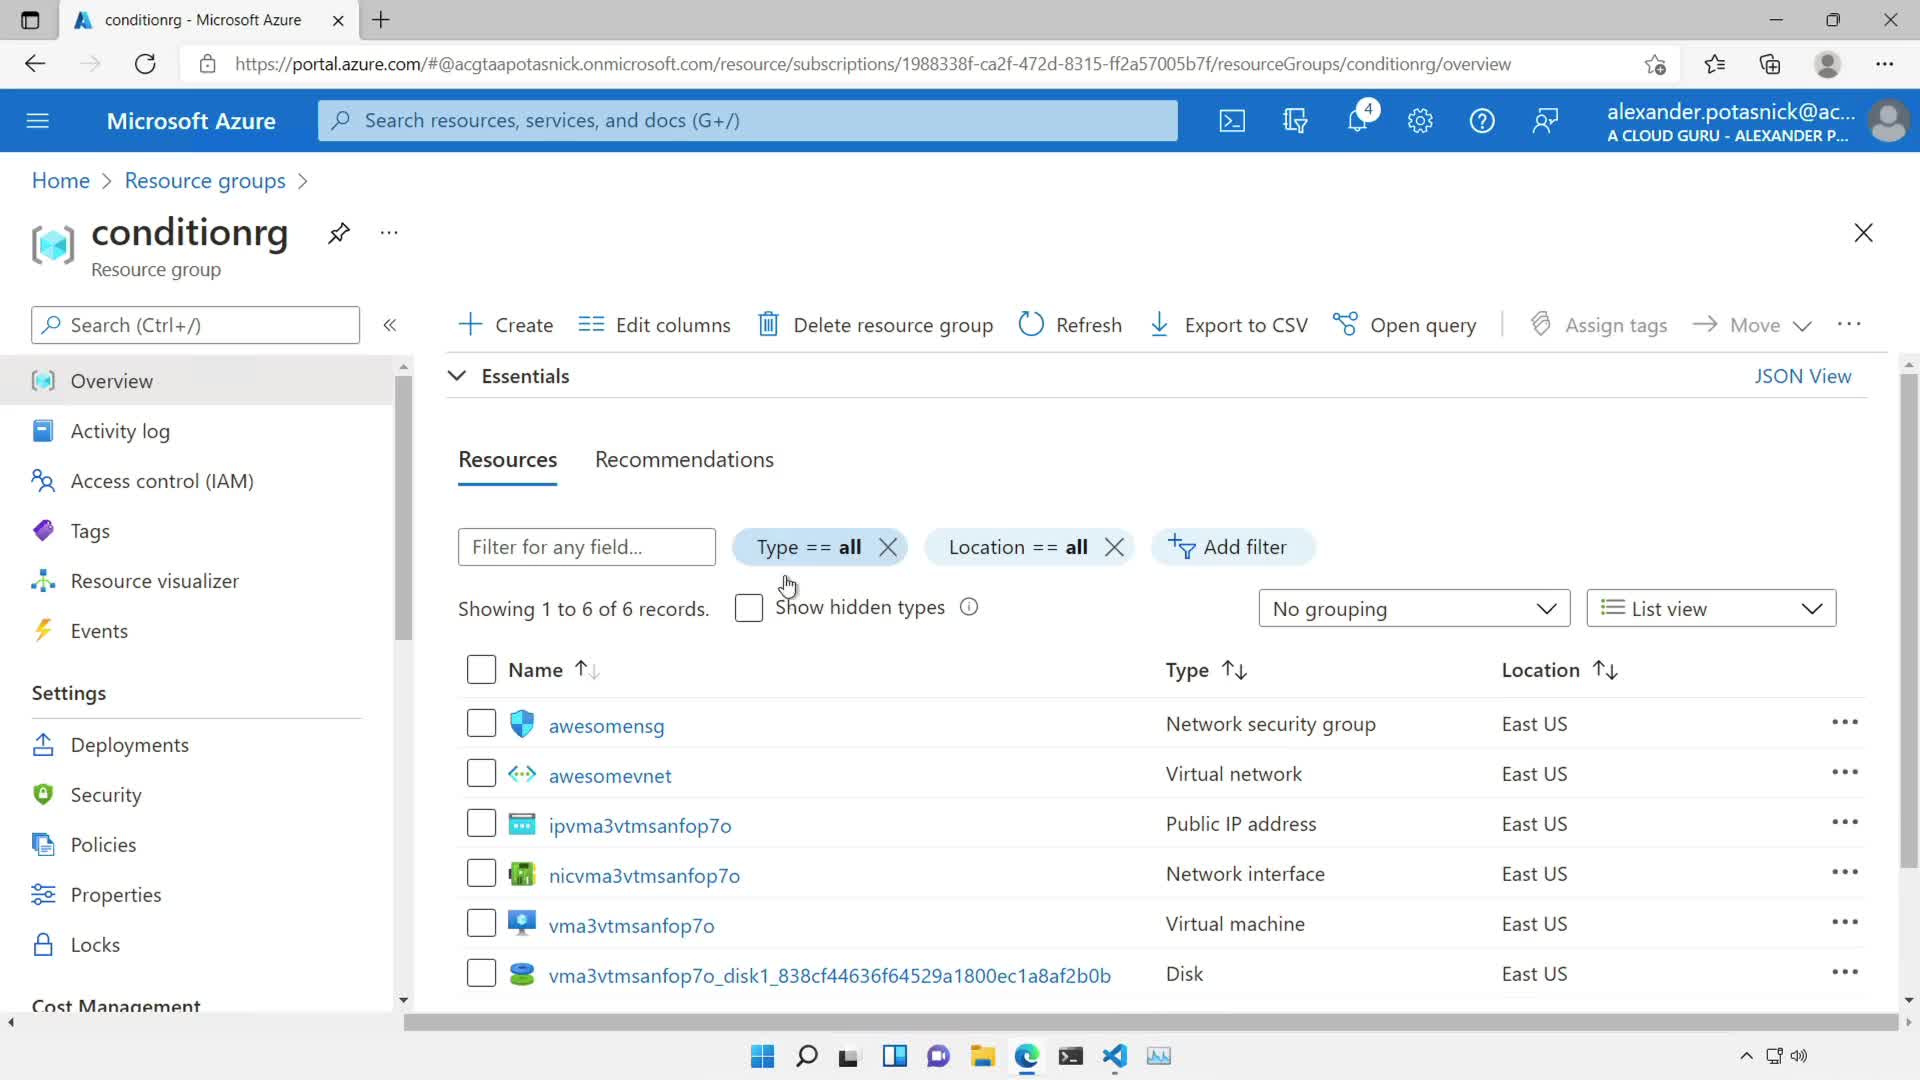 conditionrg - Microsoft Azure
https://portal.azure.com/#@acgtaapotasnick.onmicrosoft.com/resource/subscriptions/1988338f-ca2f-472d-8315-ff2a57005b7f/resourceGroups/conditionrg/overview
Microsoft Azure
Search resources, services, and docs (G+/)
4
alexander.potasnick@ac...
A CLOUD GURU - ALEXANDER P...
Home > Resource groups >
conditionrg
Resource group
Search (Ctrl+/)
Create
Edit columns
Delete resource group
Refresh
Export to CSV
Open query
Assign tags
Move
Overview
Activity log
Access control (IAM)
Tags
Resource visualizer
Events
Settings
Deployments
Security
Policies
Properties
Locks
Cost Management
Essentials
JSON View
Resources
Recommendations
Filter for any field...
Type == all
Location == all
Add filter
Showing 1 to 6 of 6 records.
Show hidden types
No grouping
List view
Name Type Location
awesomensg Network security group East US
awesomevnet Virtual network East US
ipvma3vtmsanfop7o Public IP address East US
nicvma3vtmsanfop7o Network interface East US
vma3vtmsanfop7o Virtual machine East US
vma3vtmsanfop7o_disk1_838cf44636f64529a1800ec1a8af2b0b Disk East US